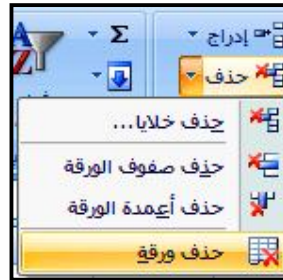 إدراج
Σ
حذف
حذف خلايا...
حذف صفوف الورقة
حذف أعمدة الورقة
حذف ورقة